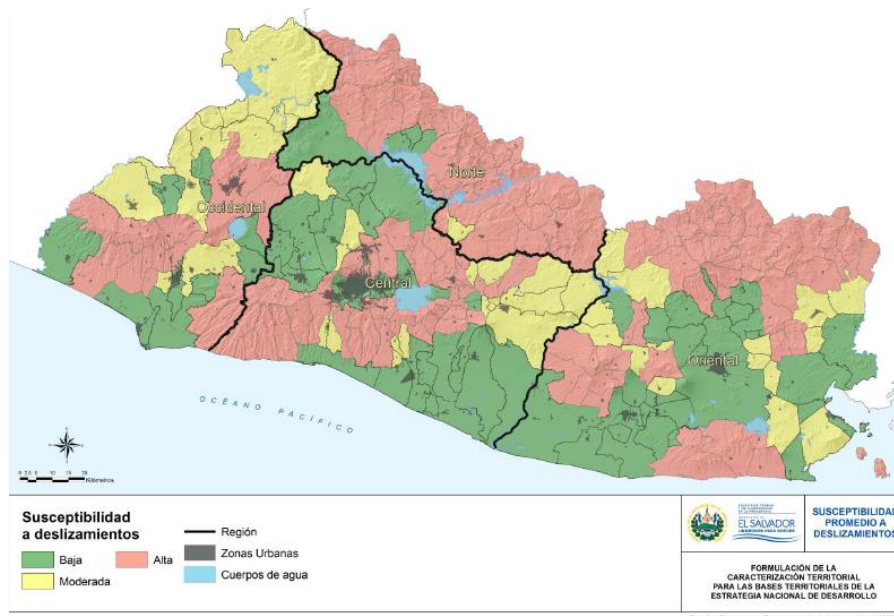 Norte
Occidental
Central
Oriental
OCÉANO PACÍFICO
Kilómetros
Susceptibilidad
a deslizamientos
Baja
Moderada
Alta
Región
Zonas Urbanas
Cuerpos de agua
EL SALVADOR
SUSCEPTIBILIDAD
PROMEDIO A
DESLIZAMIENTOS
FORMULACIÓN DE LA
CARACTERIZACIÓN TERRITORIAL
PARA LAS BASES TERRITORIALES DE LA
ESTRATEGIA NACIONAL DE DESARROLLO